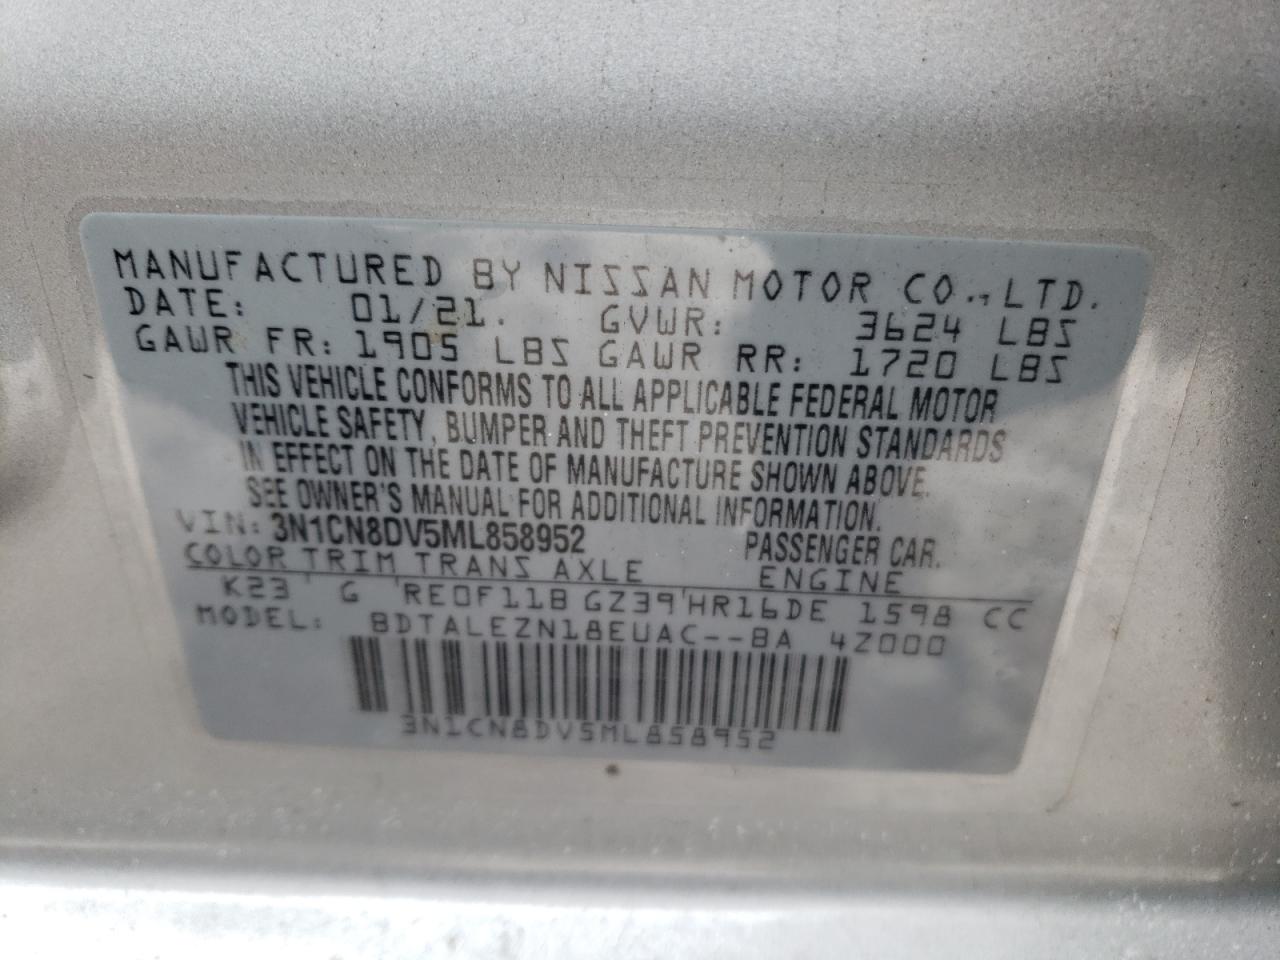 MANUFACTURED BY NISSAN MOTOR CO., LTD.
DATE: 01/21. GVWR: 3624 LBS
GAWR FR: 1905 LBS GAWR RR: 1720 LBS
THIS VEHICLE CONFORMS TO ALL APPLICABLE FEDERAL MOTOR
VEHICLE SAFETY, BUMPER AND THEFT PREVENTION STANDARDS
IN EFFECT ON THE DATE OF MANUFACTURE SHOWN ABOVE.
SEE OWNER'S MANUAL FOR ADDITIONAL INFORMATION.
VIN: 3N1CN8DV5ML858952 PASSENGER CAR.
COLOR TRIM TRANS AXLE ENGINE
K23 G RE0F11B GZ39 HR16DE 1598 CC
MODEL: BDTALEZN18EUAC--BA 4Z000
3N1CN8DV5ML858952